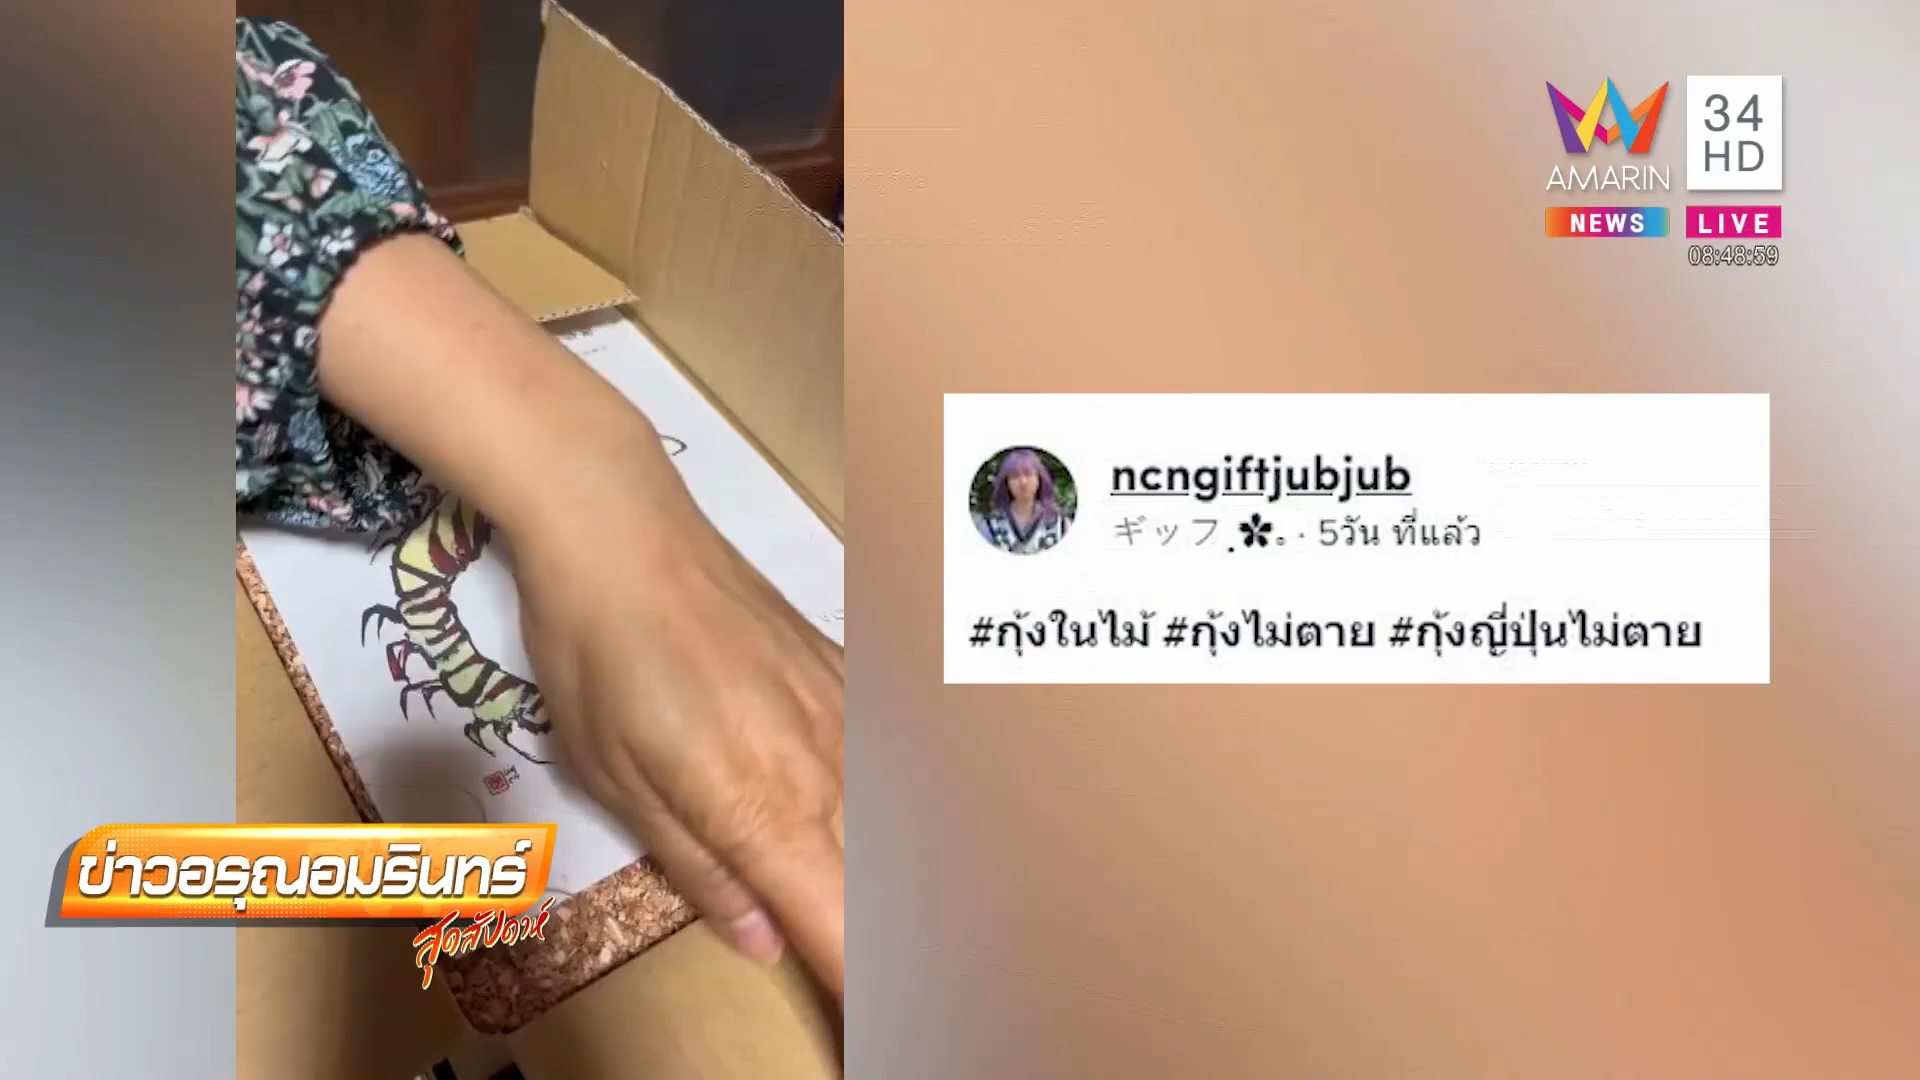 AMARIN
34
HD
NEWS
LIVE
08:48:59
ncngiftjubjub
ギッフ.✽。· 5วัน ที่แล้ว
#กุ้งในไม้ #กุ้งไม่ตาย #กุ้งญี่ปุ่นไม่ตาย
ข่าวอรุณอมรินทร์
สุดสัปดาห์